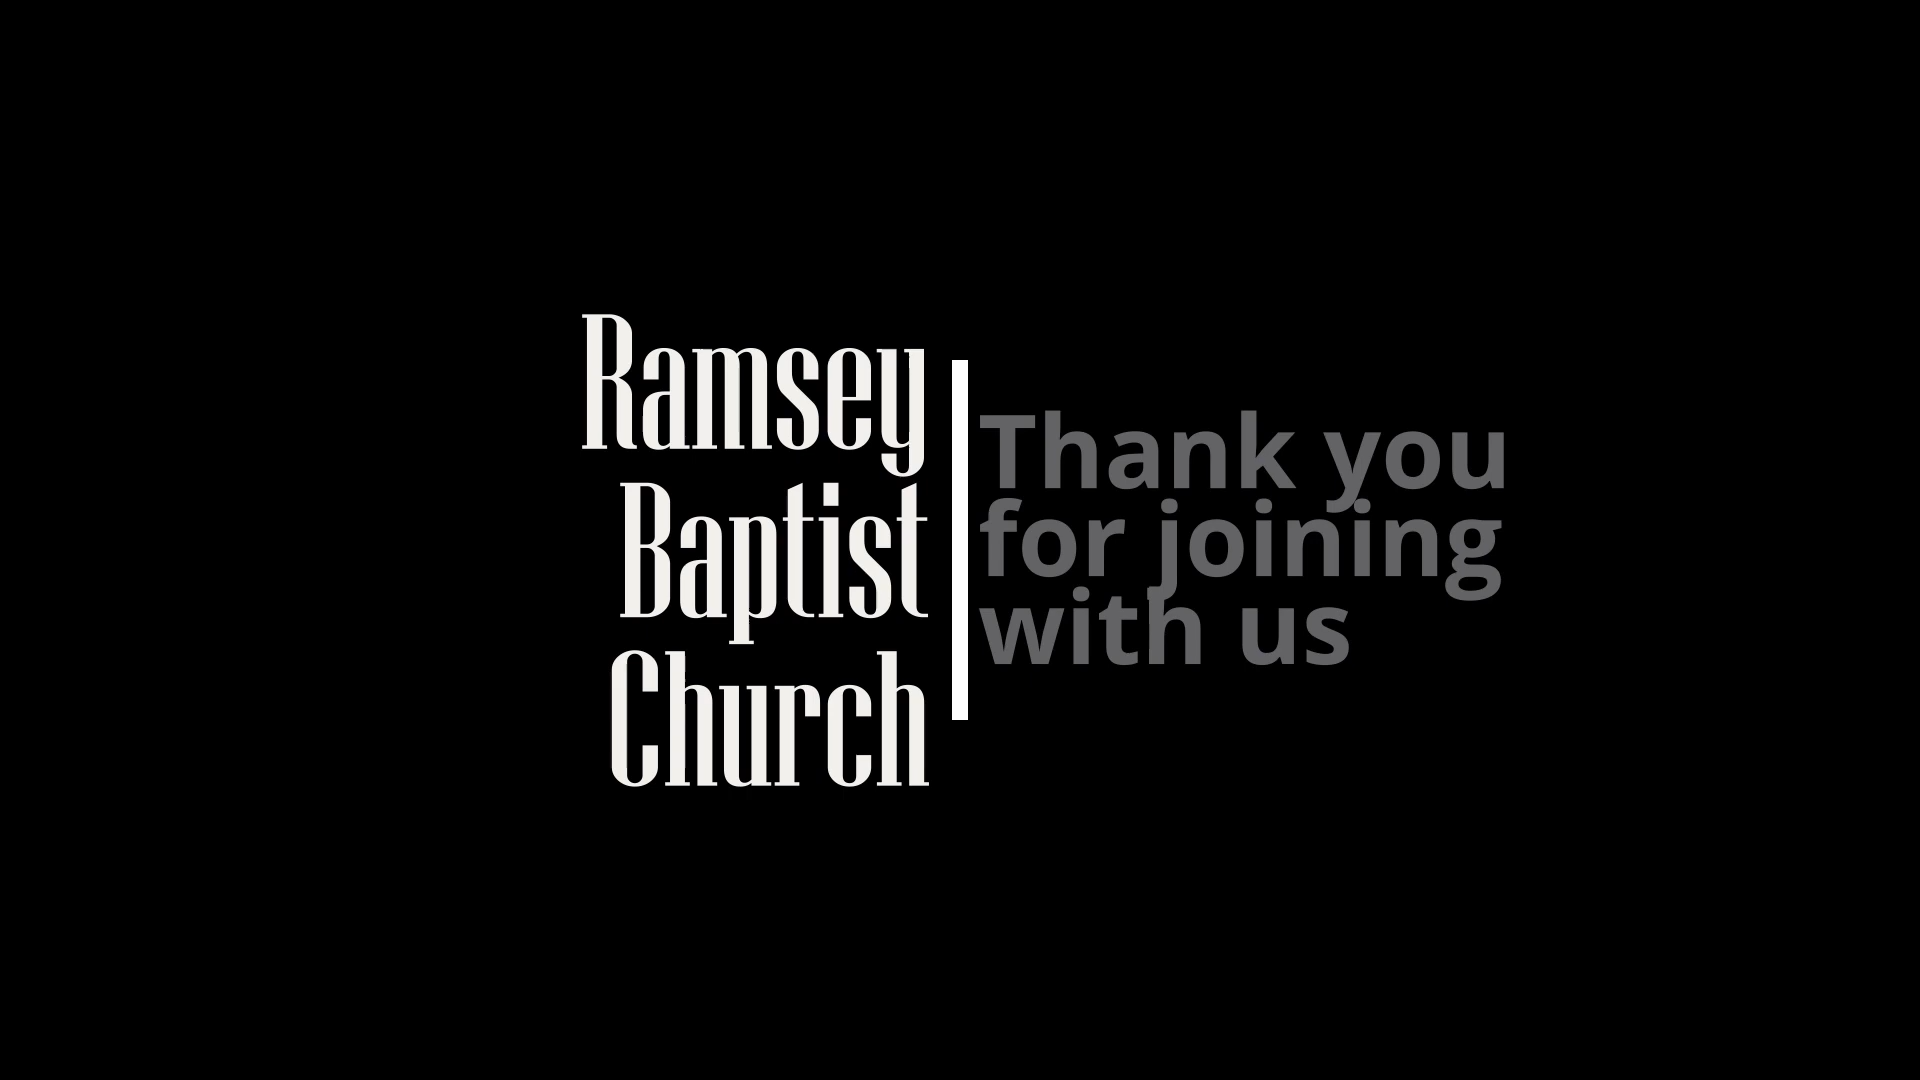 Ramsey
Baptist
Church
Thank you
for joining
with us